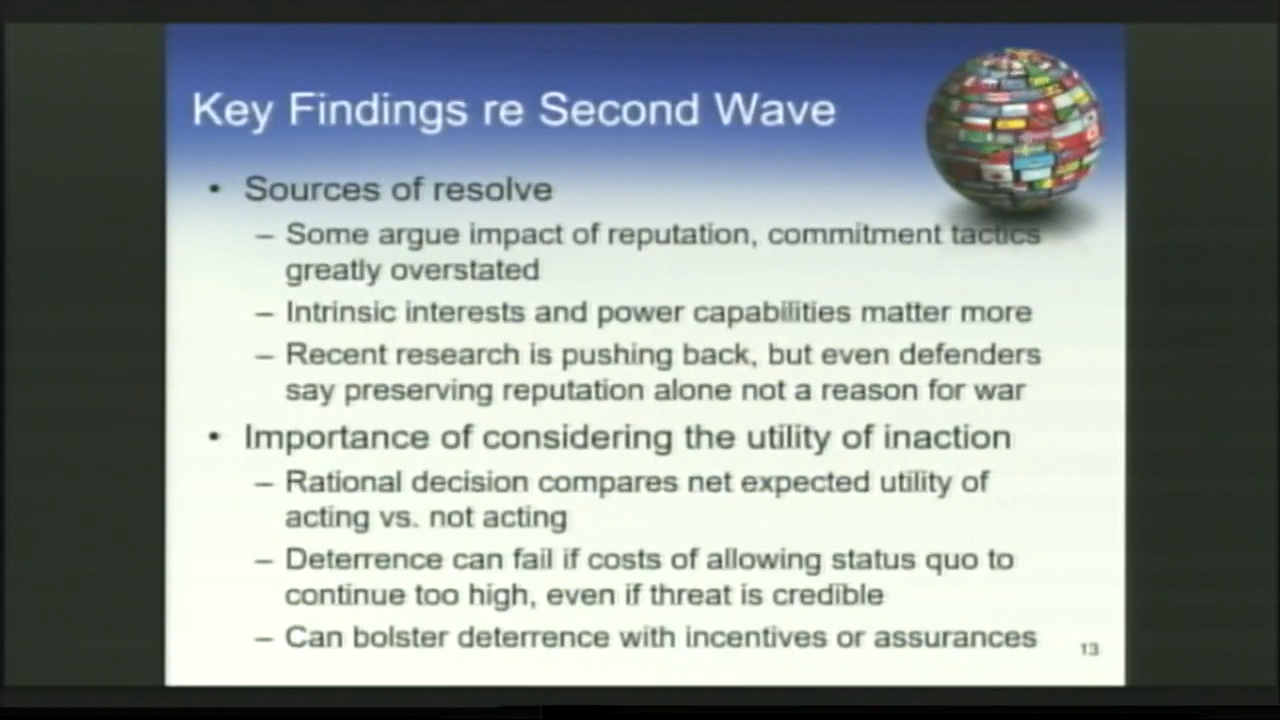 Key Findings re Second Wave
• Sources of resolve
– Some argue impact of reputation, commitment tactics
greatly overstated
– Intrinsic interests and power capabilities matter more
– Recent research is pushing back, but even defenders
say preserving reputation alone not a reason for war
• Importance of considering the utility of inaction
– Rational decision compares net expected utility of
acting vs. not acting
– Deterrence can fail if costs of allowing status quo to
continue too high, even if threat is credible
– Can bolster deterrence with incentives or assurances
13